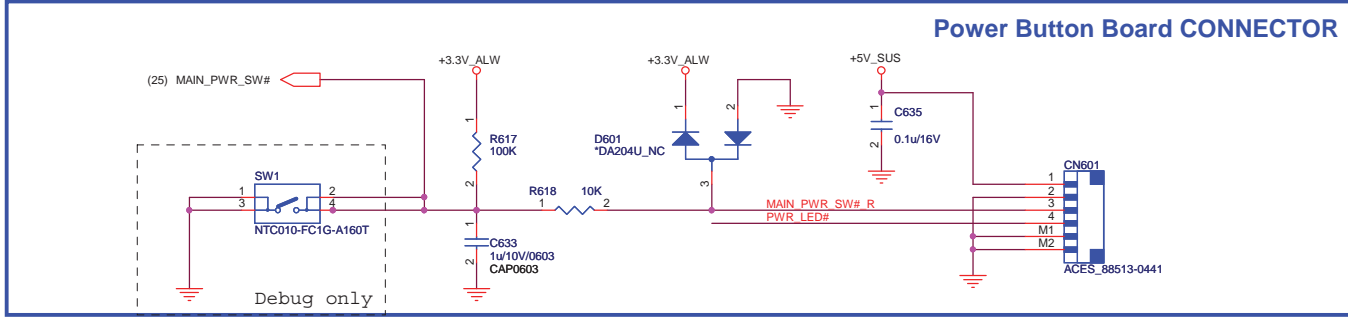 Power Button Board CONNECTOR
+3.3V_ALW
+3.3V_ALW
+5V_SUS
(25) MAIN_PWR_SW#
1
R617
100K
2
D601
*DA204U_NC
1
2
3
1
C635
0.1u/16V
2
SW1
1
3
2
4
NTC010-FC1G-A160T
R618
10K
1
2
1
C633
1u/10V/0603
2
CAP0603
MAIN_PWR_SW#_R
PWR_LED#
CN601
1
2
3
4
M1
M2
ACES_88513-0441
Debug only